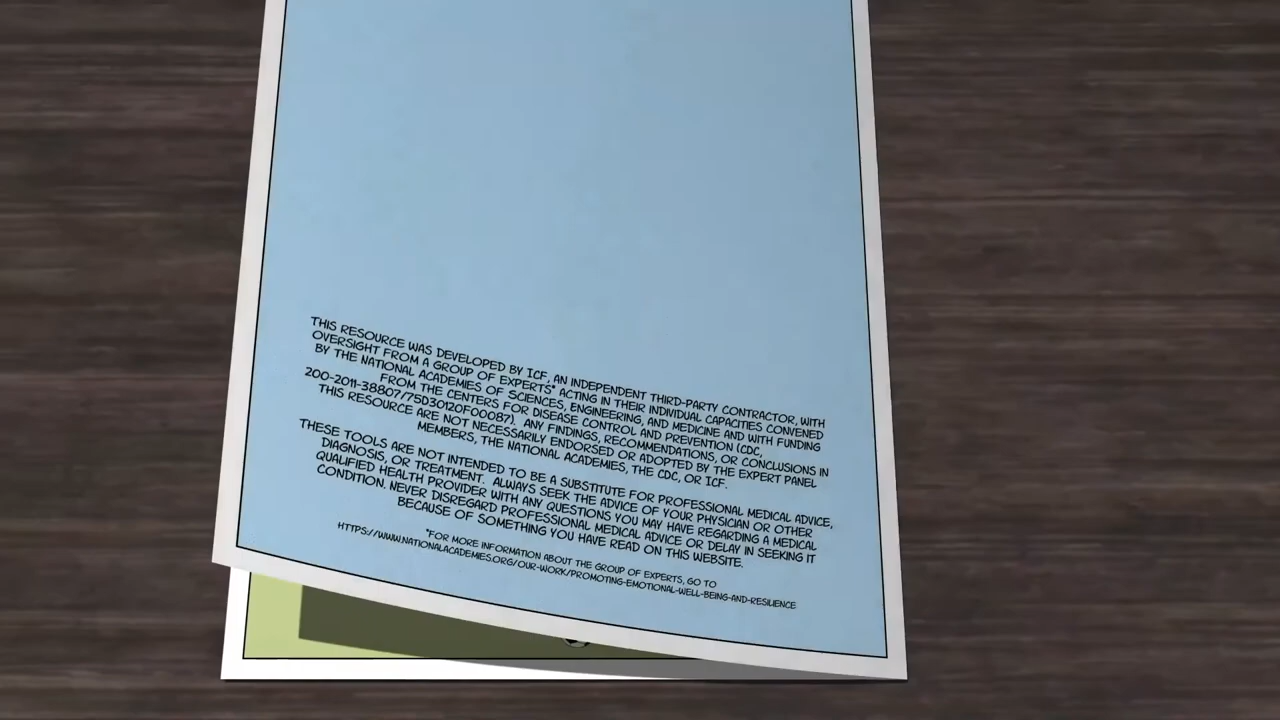 THIS RESOURCE WAS DEVELOPED BY ICF, AN INDEPENDENT THIRD-PARTY CONTRACTOR, WITH
OVERSIGHT FROM A GROUP OF EXPERTS* ACTING IN THEIR INDIVIDUAL CAPACITIES CONVENED
BY THE NATIONAL ACADEMIES OF SCIENCES, ENGINEERING, AND MEDICINE AND WITH FUNDING
FROM THE CENTERS FOR DISEASE CONTROL AND PREVENTION (CDC,
200-2011-38807/75D30120F00087). ANY FINDINGS, RECOMMENDATIONS, OR CONCLUSIONS IN
THIS RESOURCE ARE NOT NECESSARILY ENDORSED OR ADOPTED BY THE EXPERT PANEL
MEMBERS, THE NATIONAL ACADEMIES, THE CDC, OR ICF.
THESE TOOLS ARE NOT INTENDED TO BE A SUBSTITUTE FOR PROFESSIONAL MEDICAL ADVICE,
DIAGNOSIS, OR TREATMENT. ALWAYS SEEK THE ADVICE OF YOUR PHYSICIAN OR OTHER
QUALIFIED HEALTH PROVIDER WITH ANY QUESTIONS YOU MAY HAVE REGARDING A MEDICAL
CONDITION. NEVER DISREGARD PROFESSIONAL MEDICAL ADVICE OR DELAY IN SEEKING IT
BECAUSE OF SOMETHING YOU HAVE READ ON THIS WEBSITE.
*FOR MORE INFORMATION ABOUT THE GROUP OF EXPERTS, GO TO
HTTPS://WWW.NATIONALACADEMIES.ORG/OUR-WORK/PROMOTING-EMOTIONAL-WELL-BEING-AND-RESILIENCE